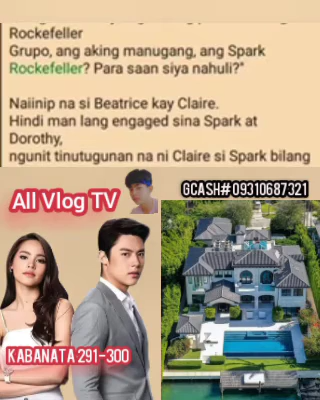 Rockefeller
Grupo, ang aking manugang, ang Spark
Rockefeller? Para saan siya nahuli?"
Naiinip na si Beatrice kay Claire.
Hindi man lang engaged sina Spark at
Dorothy,
ngunit tinutugunan na ni Claire si Spark bilang
All Vlog TV
GCASH# 09310687321
KABANATA 291-300